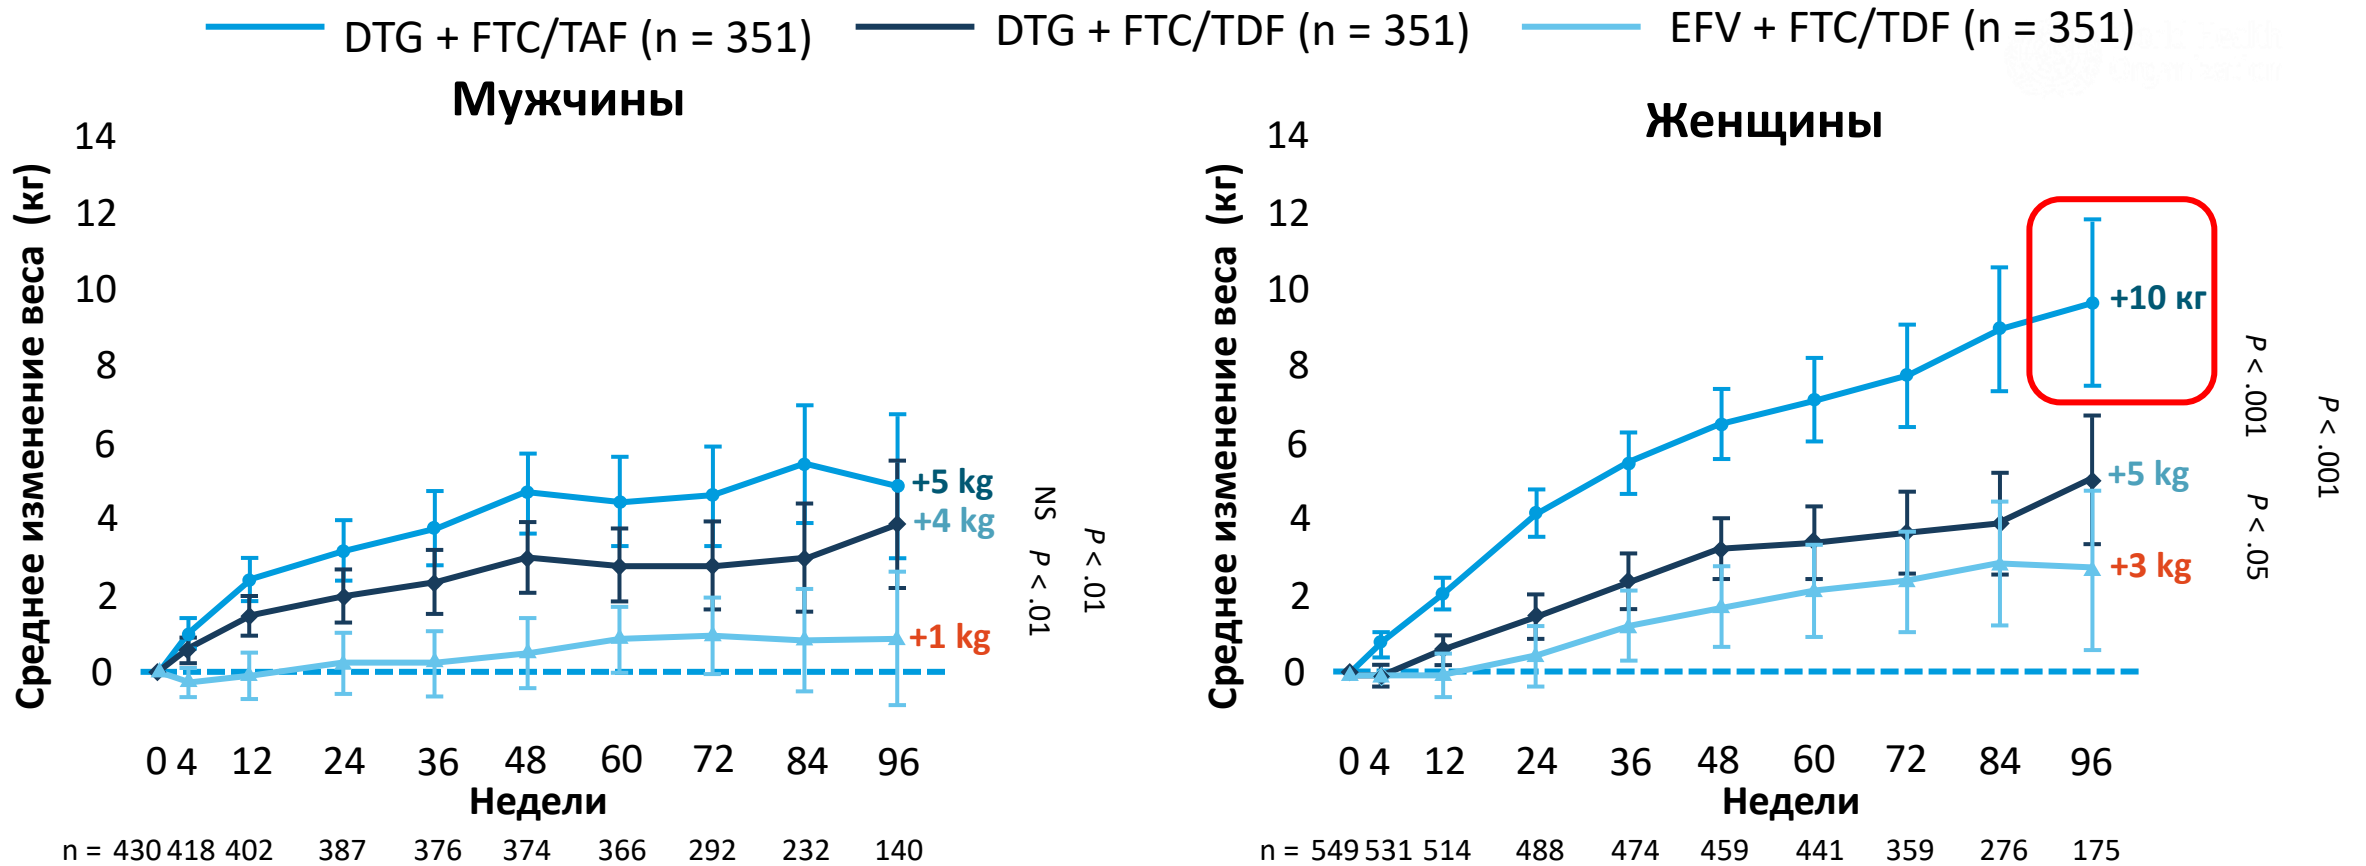 DTG + FTC/TAF (n = 351)
DTG + FTC/TDF (n = 351)
EFV + FTC/TDF (n = 351)
Мужчины
Среднее измененение веса (кг)
14
12
10
8
6
4
2
0
+5 kg
+4 kg
+1 kg
NS
P < .01
P < .01
0 4 12 24 36 48 60 72 84 96
Недели
n = 430 418 402 387 376 374 366 292 232 140
Женщины
Среднее измененение веса (кг)
14
12
10
8
6
4
2
0
+10 кг
+5 kg
+3 kg
P < .001
P < .05
P < .001
0 4 12 24 36 48 60 72 84 96
Недели
n = 549 531 514 488 474 459 441 359 276 175